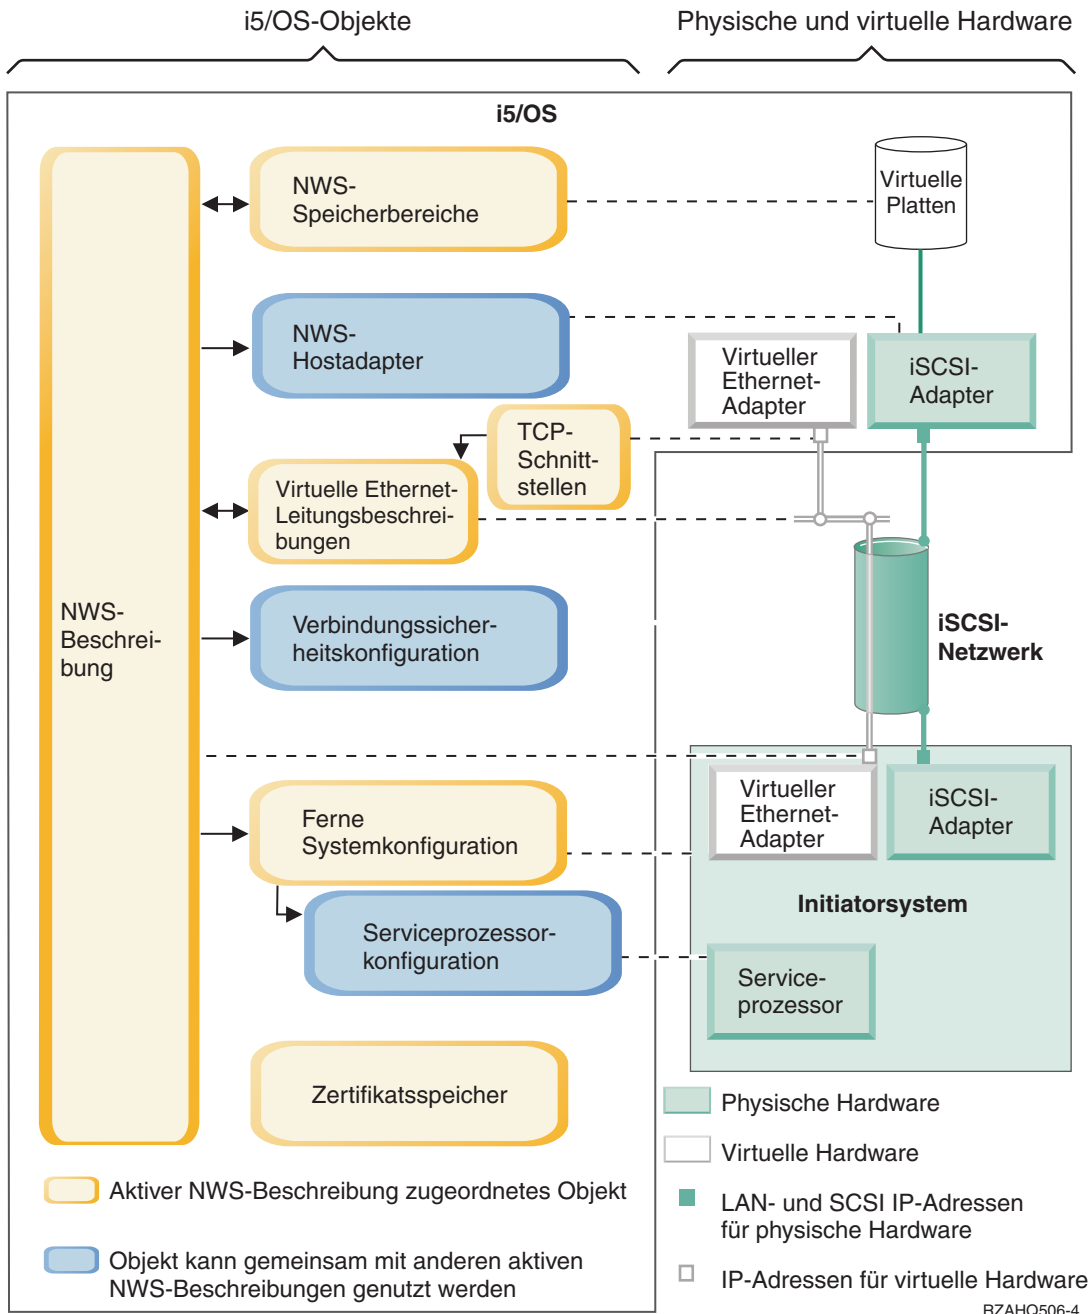 i5/OS-Objekte
Physische und virtuelle Hardware
i5/OS
NWS-
Speicherbereiche
Virtuelle
Platten
NWS-
Hostadapter
Virtueller
Ethernet-
Adapter
iSCSI-
Adapter
TCP-
Schnitt-
stellen
Virtuelle Ethernet-
Leitungsbeschrei-
bungen
NWS-
Beschrei-
bung
Verbindungssicher-
heitskonfiguration
iSCSI-
Netzwerk
Ferne
Systemkonfiguration
Virtueller
Ethernet-
Adapter
iSCSI-
Adapter
Initiatorsystem
Serviceprozessor-
konfiguration
Service-
prozessor
Zertifikatsspeicher
Physische Hardware
Virtuelle Hardware
LAN- und SCSI IP-Adressen
für physische Hardware
IP-Adressen für virtuelle Hardware
Aktiver NWS-Beschreibung zugeordnetes Objekt
Objekt kann gemeinsam mit anderen aktiven
NWS-Beschreibungen genutzt werden
RZAHQ506-4